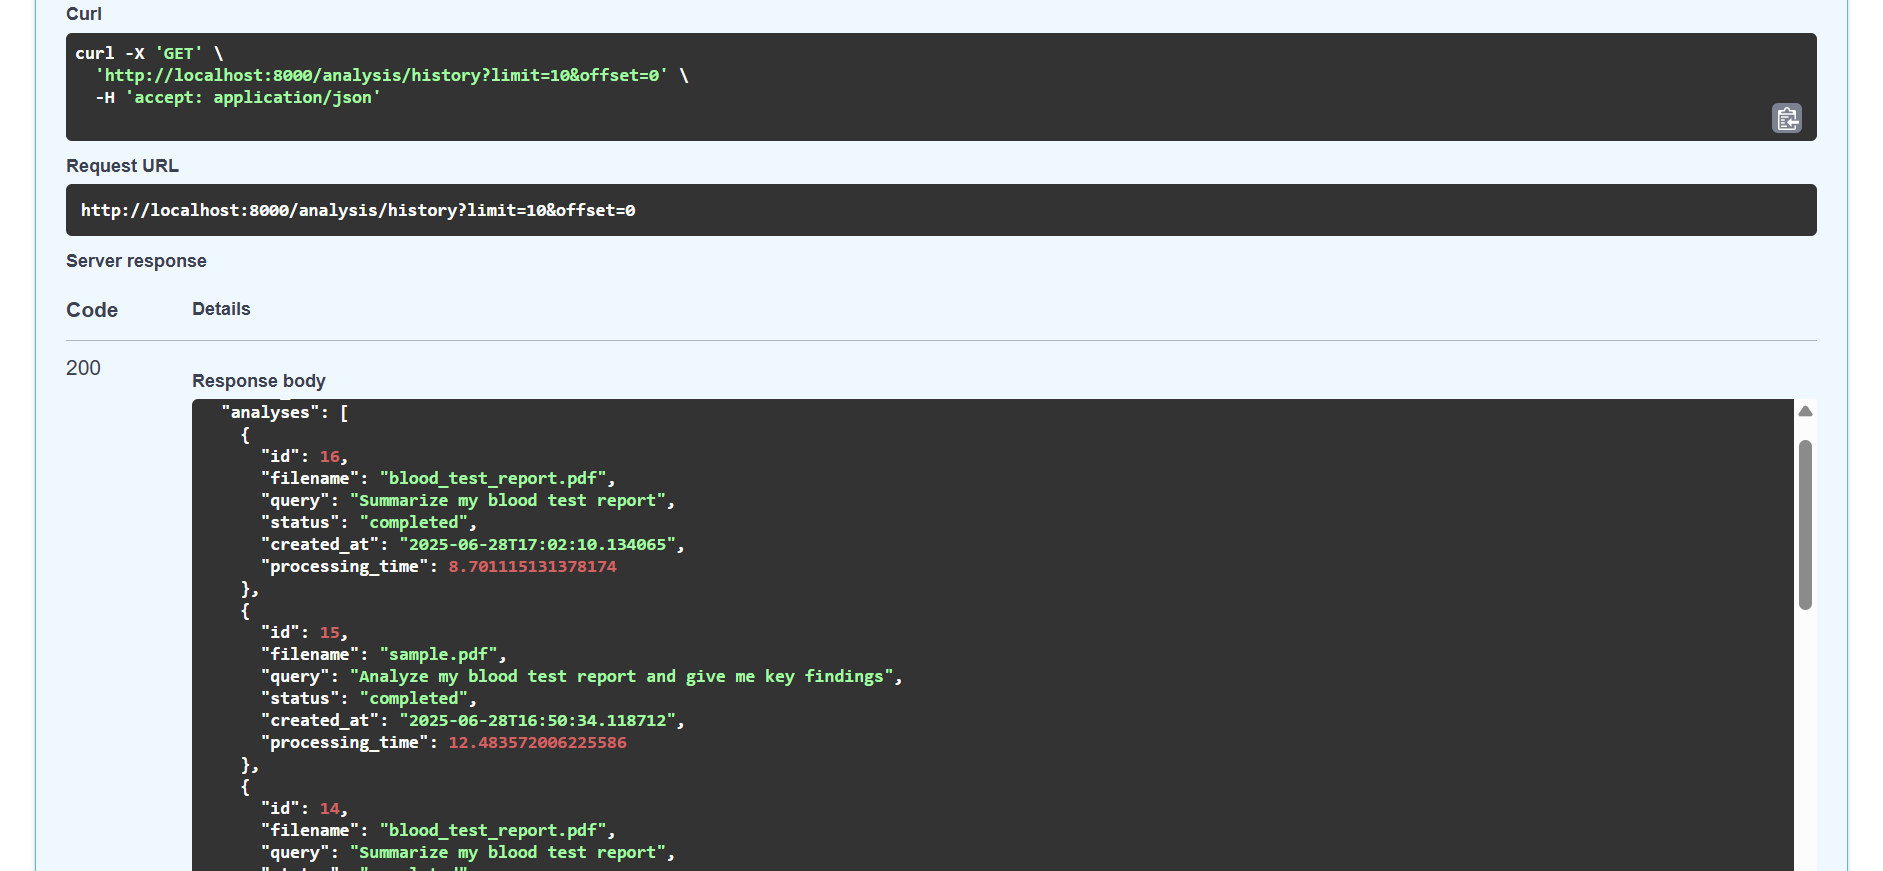 Curl
curl -X 'GET' \
  'http://localhost:8000/analysis/history?limit=10&offset=0' \
  -H 'accept: application/json'
Request URL
http://localhost:8000/analysis/history?limit=10&offset=0
Server response
Code Details
200
Response body
  "analyses": [
    {
      "id": 16,
      "filename": "blood_test_report.pdf",
      "query": "Summarize my blood test report",
      "status": "completed",
      "created_at": "2025-06-28T17:02:10.134065",
      "processing_time": 8.701115131378174
    },
    {
      "id": 15,
      "filename": "sample.pdf",
      "query": "Analyze my blood test report and give me key findings",
      "status": "completed",
      "created_at": "2025-06-28T16:50:34.118712",
      "processing_time": 12.483572006225586
    },
    {
      "id": 14,
      "filename": "blood_test_report.pdf",
      "query": "Summarize my blood test report",